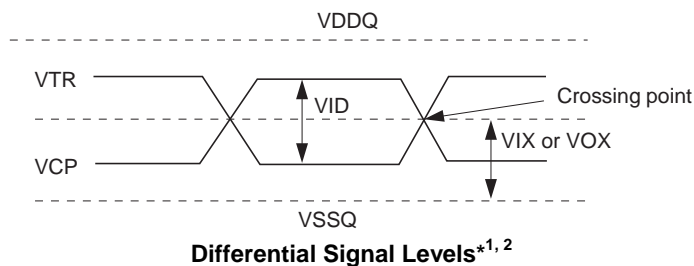 VDDQ
VTR
VID
Crossing point
VIX or VOX
VCP
VSSQ
Differential Signal Levels*1, 2